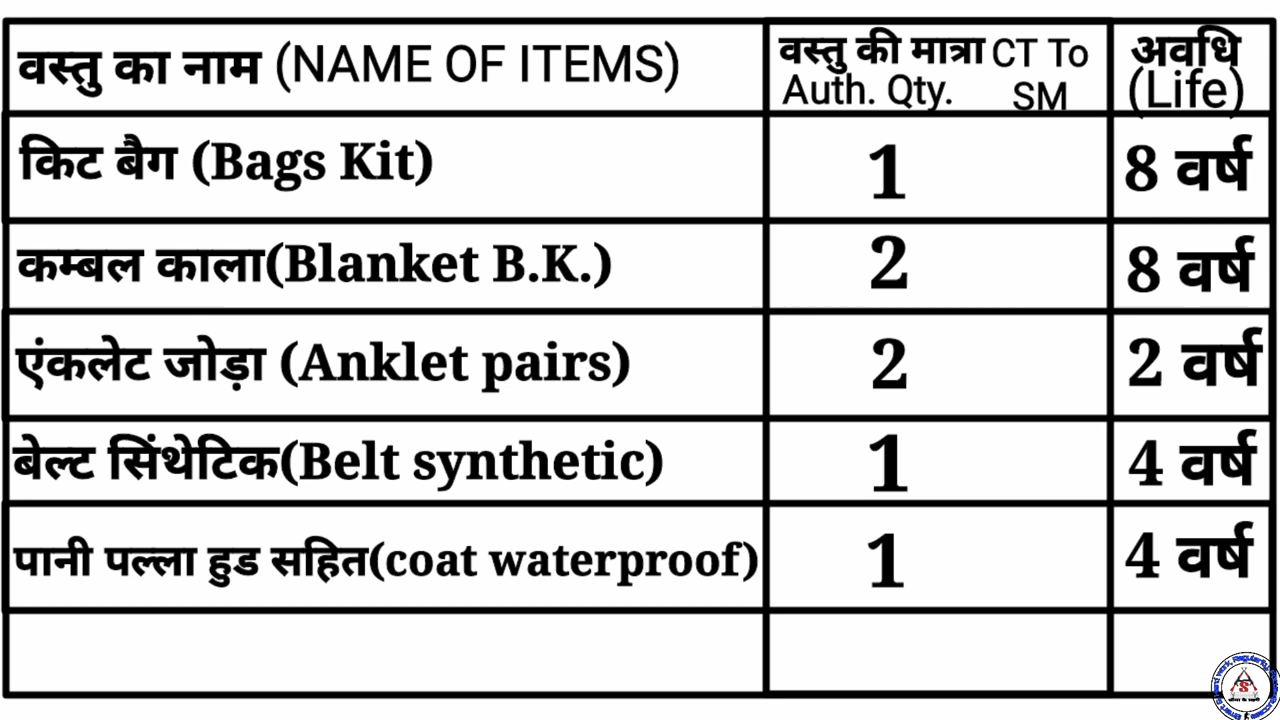 वस्तु का नाम (NAME OF ITEMS)
वस्तु की मात्रा CT To
Auth. Qty. SM
अवधि
(Life)
किट बैग (Bags Kit) 1 8 वर्ष
कम्बल काला(Blanket B.K.) 2 8 वर्ष
एंकलेट जोड़ा (Anklet pairs) 2 2 वर्ष
बेल्ट सिंथेटिक(Belt synthetic) 1 4 वर्ष
पानी पल्ला हुड सहित(coat waterproof) 1 4 वर्ष